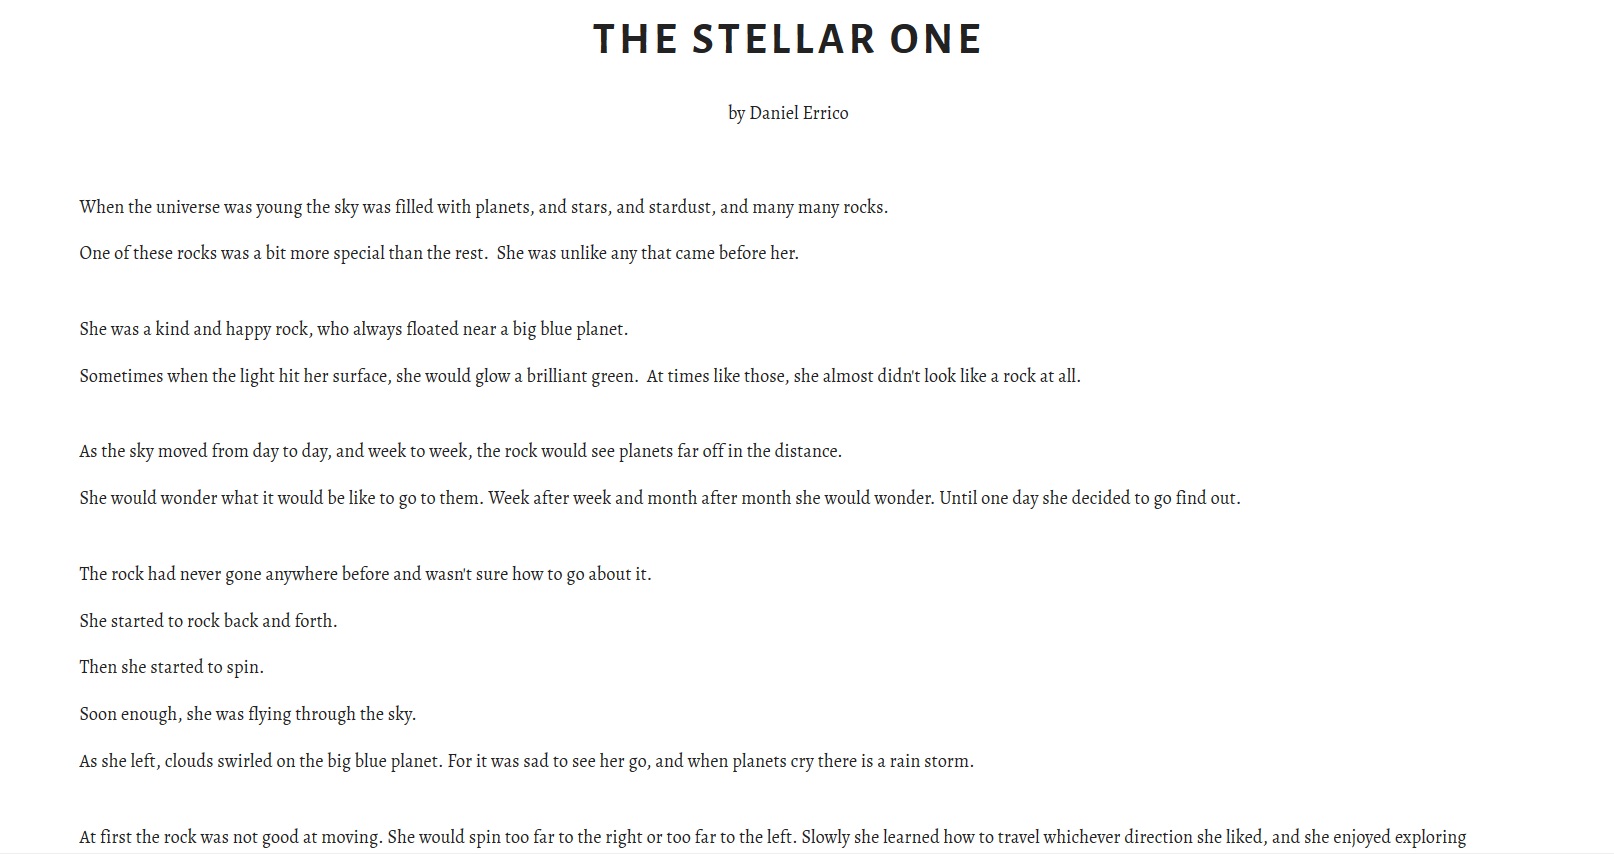 THE STELLAR ONE
by Daniel Errico
When the universe was young the sky was filled with planets, and stars, and stardust, and many many rocks.
One of these rocks was a bit more special than the rest.  She was unlike any that came before her.
She was a kind and happy rock, who always floated near a big blue planet.
Sometimes when the light hit her surface, she would glow a brilliant green.  At times like those, she almost didn't look like a rock at all.
As the sky moved from day to day, and week to week, the rock would see planets far off in the distance.
She would wonder what it would be like to go to them. Week after week and month after month she would wonder. Until one day she decided to go find out.
The rock had never gone anywhere before and wasn't sure how to go about it.
She started to rock back and forth.
Then she started to spin.
Soon enough, she was flying through the sky.
As she left, clouds swirled on the big blue planet. For it was sad to see her go, and when planets cry there is a rain storm.
At first the rock was not good at moving. She would spin too far to the right or too far to the left. Slowly she learned how to travel whichever direction she liked, and she enjoyed exploring